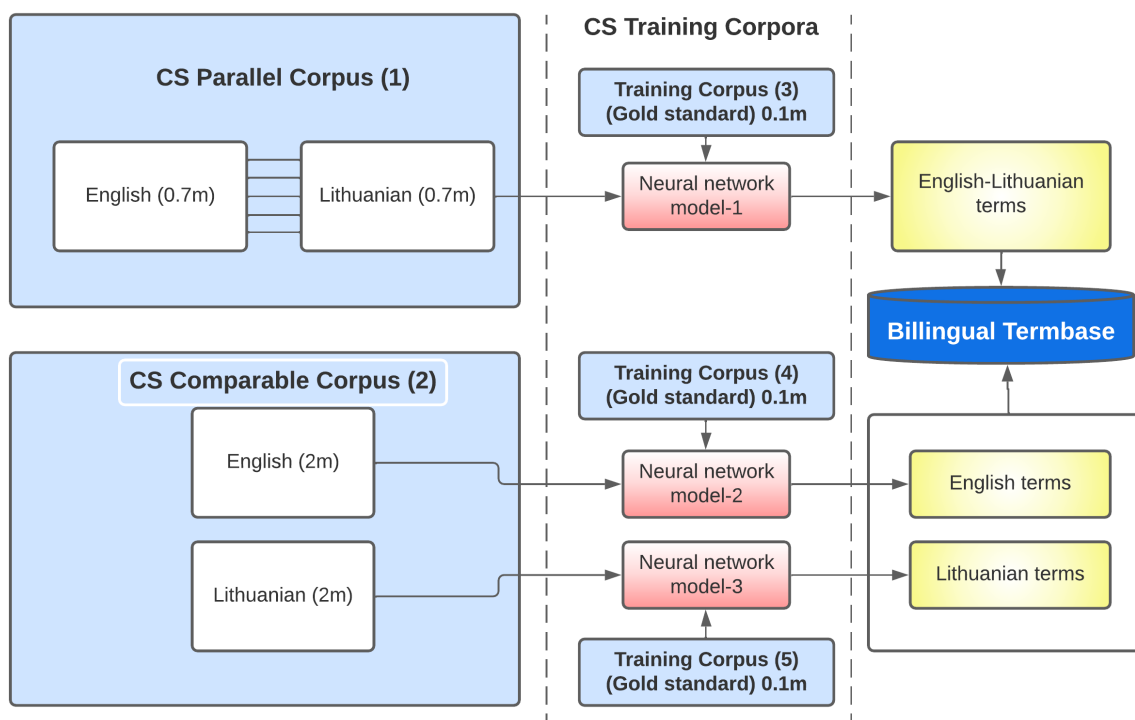 CS Parallel Corpus (1)
English (0.7m)
Lithuanian (0.7m)
CS Training Corpora
Training Corpus (3)
(Gold standard) 0.1m
Neural network
model-1
English-Lithuanian
terms
Billingual Termbase
CS Comparable Corpus (2)
English (2m)
Lithuanian (2m)
Training Corpus (4)
(Gold standard) 0.1m
Neural network
model-2
Neural network
model-3
Training Corpus (5)
(Gold standard) 0.1m
English terms
Lithuanian terms